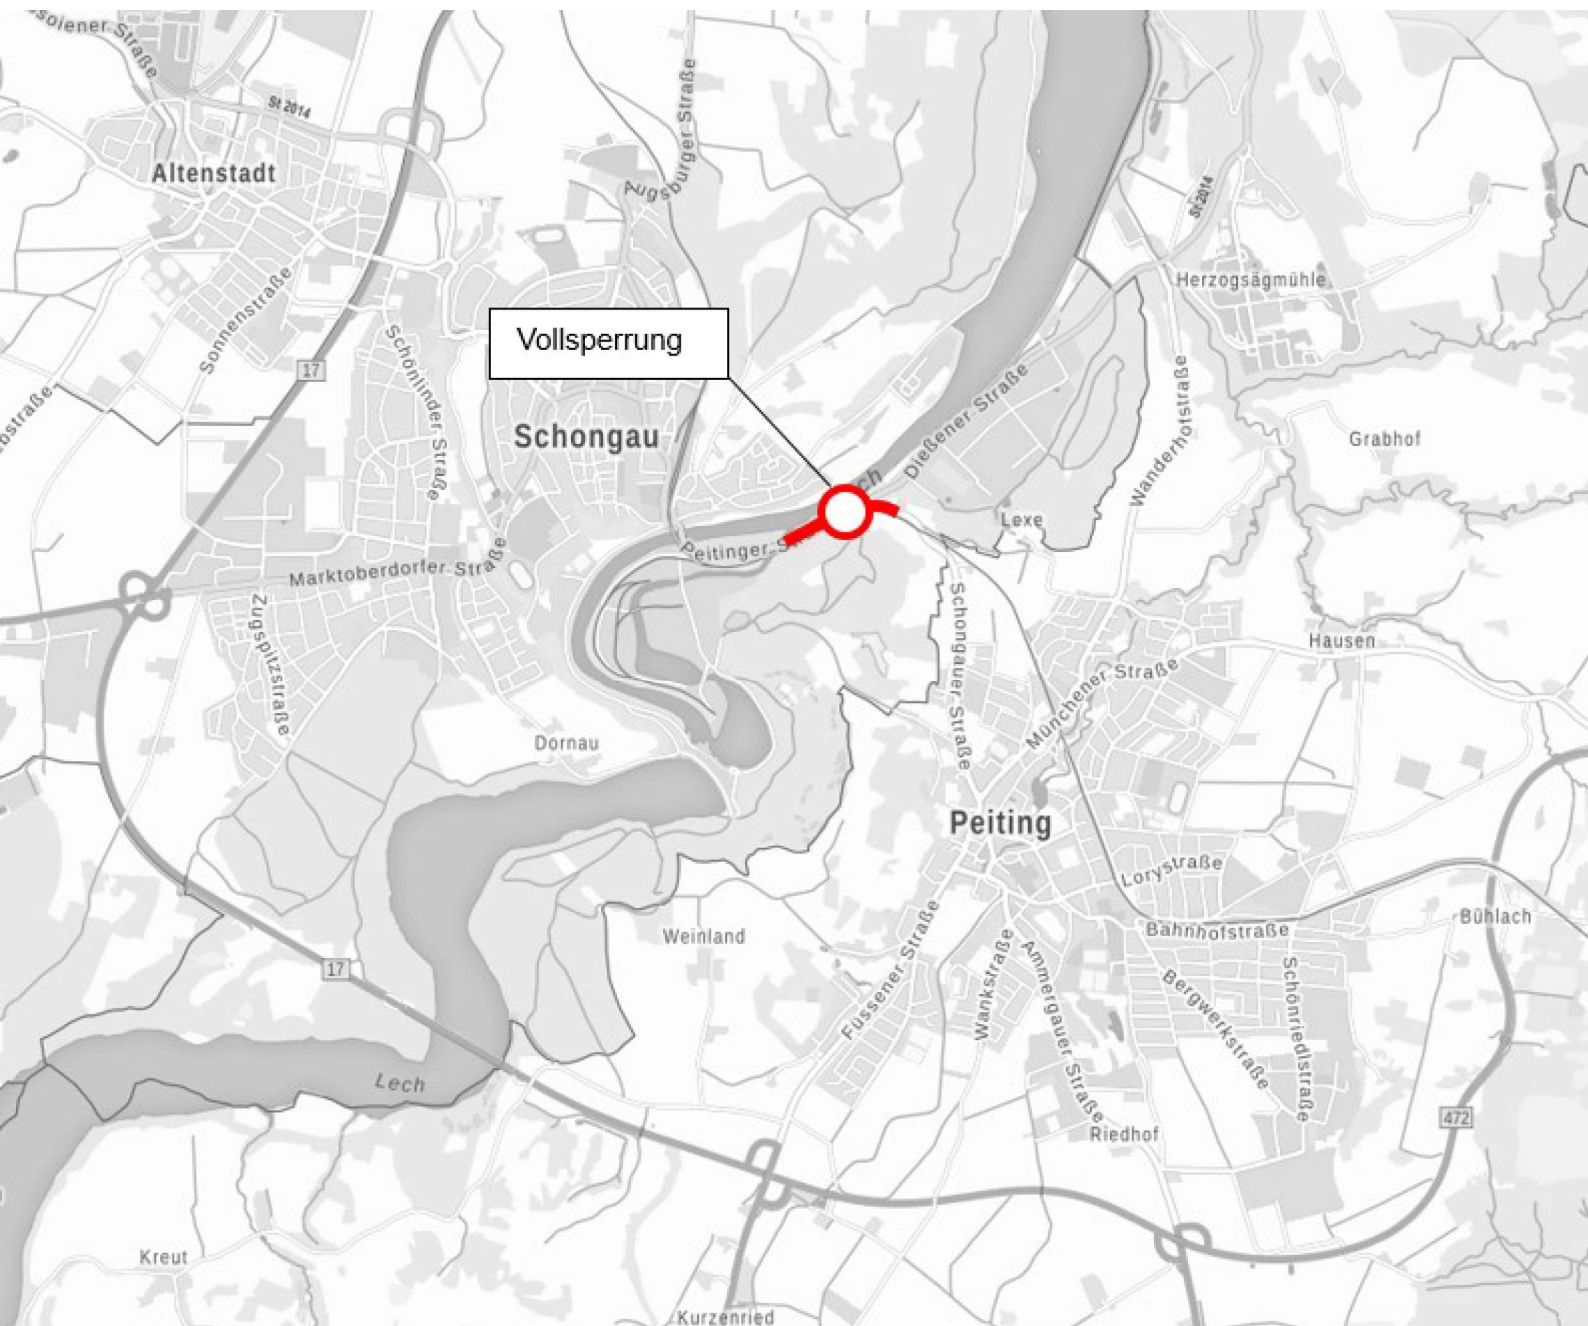 St 2014
Altenstadt
Augsburger Straße
St 2014
Herzogsägmühle
Sonnenstraße
17
Vollsperrung
Schönlinder Straße
Dießener Straße
Wanderhofstraße
Schongau
Grabhof
Lexe
Peitinger
Marktoberdorfer Straße
Zugspitzstraße
Schongauer Straße
Hausen
Münchener Straße
Dornau
Peiting
Lorystraße
Weinland
Bahnhofstraße
Bühlach
17
Füssener Straße
Wankstraße
Ammergauer Straße
Bergwerkstraße
Schönriedlstraße
Lech
472
Riedhof
Kreut
Kurzenried